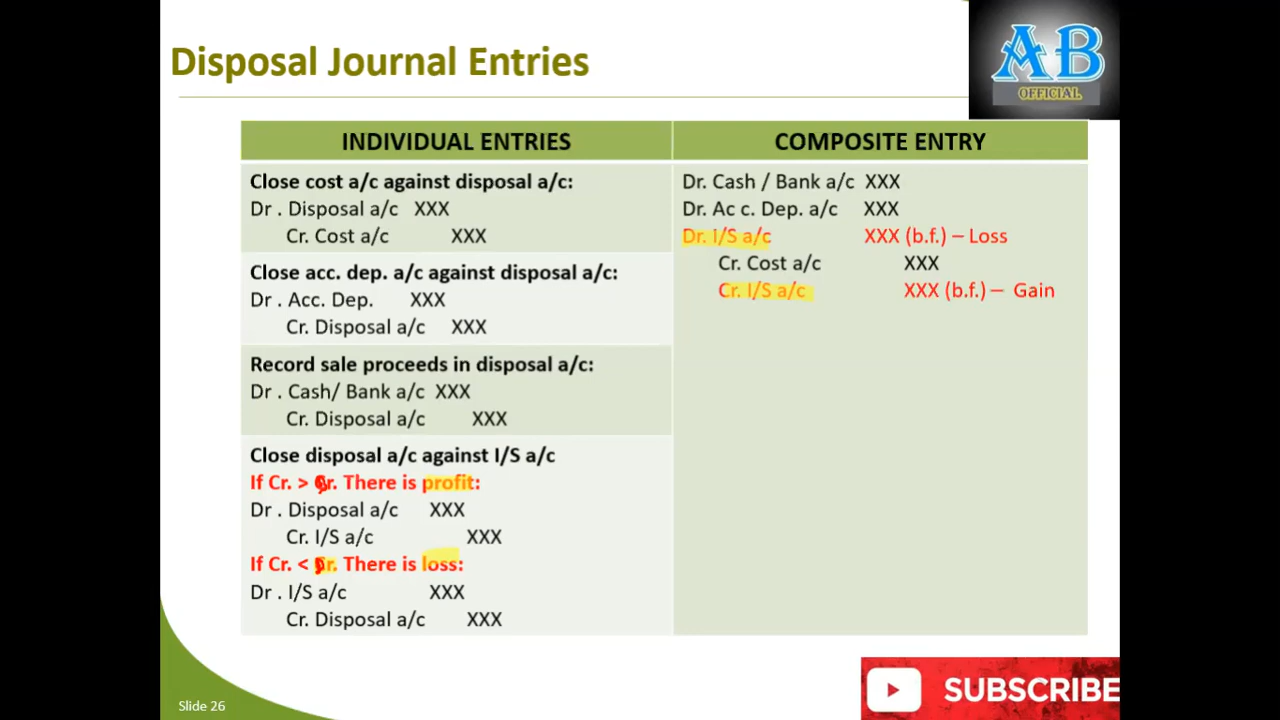 Disposal Journal Entries
AB
OFFICIAL
INDIVIDUAL ENTRIES
Close cost a/c against disposal a/c:
Dr . Disposal a/c XXX
Cr. Cost a/c XXX
Close acc. dep. a/c against disposal a/c:
Dr . Acc. Dep. XXX
Cr. Disposal a/c XXX
Record sale proceeds in disposal a/c:
Dr . Cash/ Bank a/c XXX
Cr. Disposal a/c XXX
Close disposal a/c against I/S a/c
If Cr. > There is profit:
Dr . Disposal a/c XXX
Cr. I/S a/c XXX
If Cr. < There is loss:
Dr . I/S a/c XXX
Cr. Disposal a/c XXX
COMPOSITE ENTRY
Dr. Cash / Bank a/c XXX
Dr. Ac c. Dep. a/c XXX
Dr. I/S a/c XXX (b.f.) – Loss
Cr. Cost a/c XXX
Cr. I/S a/c XXX (b.f.) – Gain
Slide 26
SUBSCRIBE